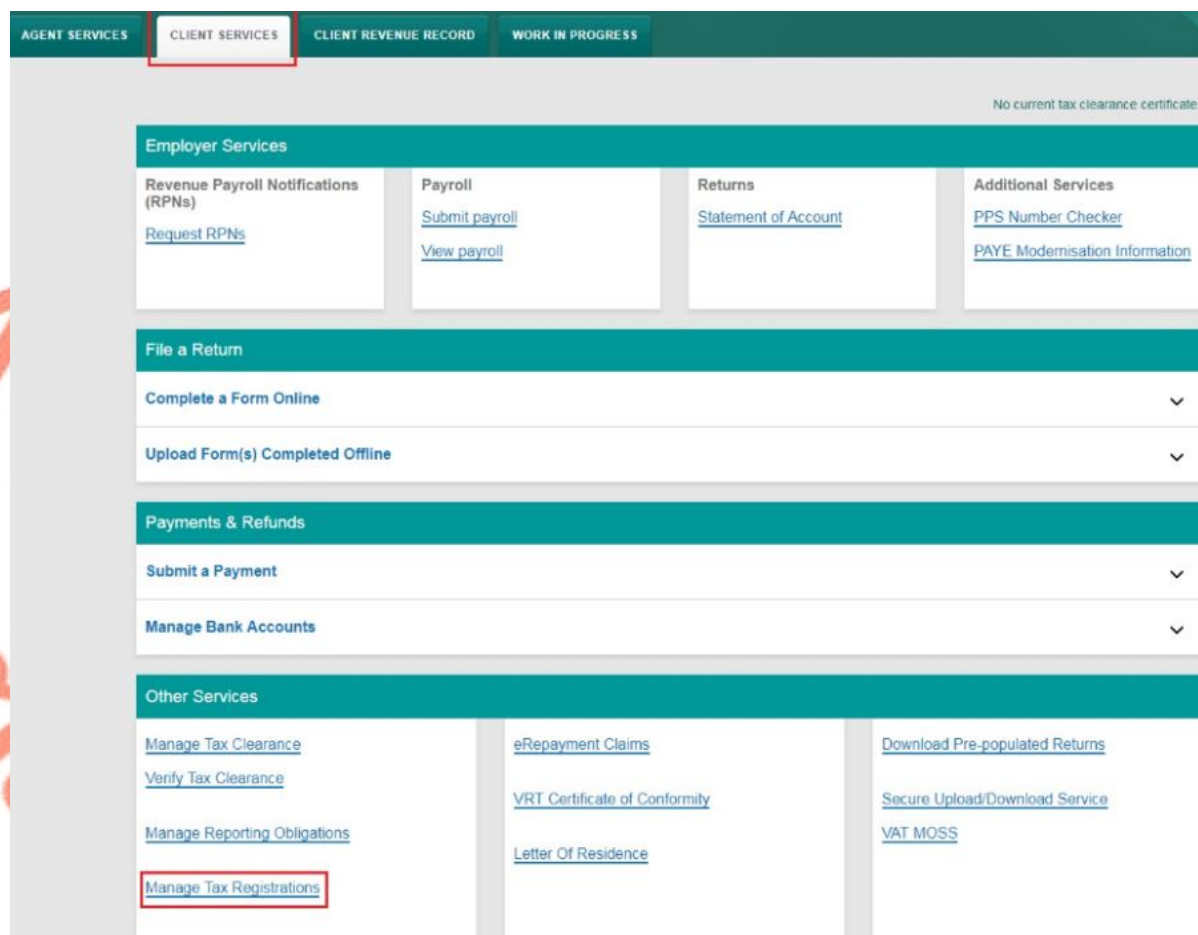 AGENT SERVICES CLIENT SERVICES CLIENT REVENUE RECORD WORK IN PROGRESS
No current tax clearance certificate
Employer Services
Revenue Payroll Notifications
(RPNs)
Request RPNs
Payroll
Submit payroll
View payroll
Returns
Statement of Account
Additional Services
PPS Number Checker
PAYE Modernisation Information
File a Return
Complete a Form Online
Upload Form(s) Completed Offline
Payments & Refunds
Submit a Payment
Manage Bank Accounts
Other Services
Manage Tax Clearance
Verify Tax Clearance
Manage Reporting Obligations
Manage Tax Registrations
eRepayment Claims
VRT Certificate of Conformity
Letter Of Residence
Download Pre-populated Returns
Secure Upload/Download Service
VAT MOSS